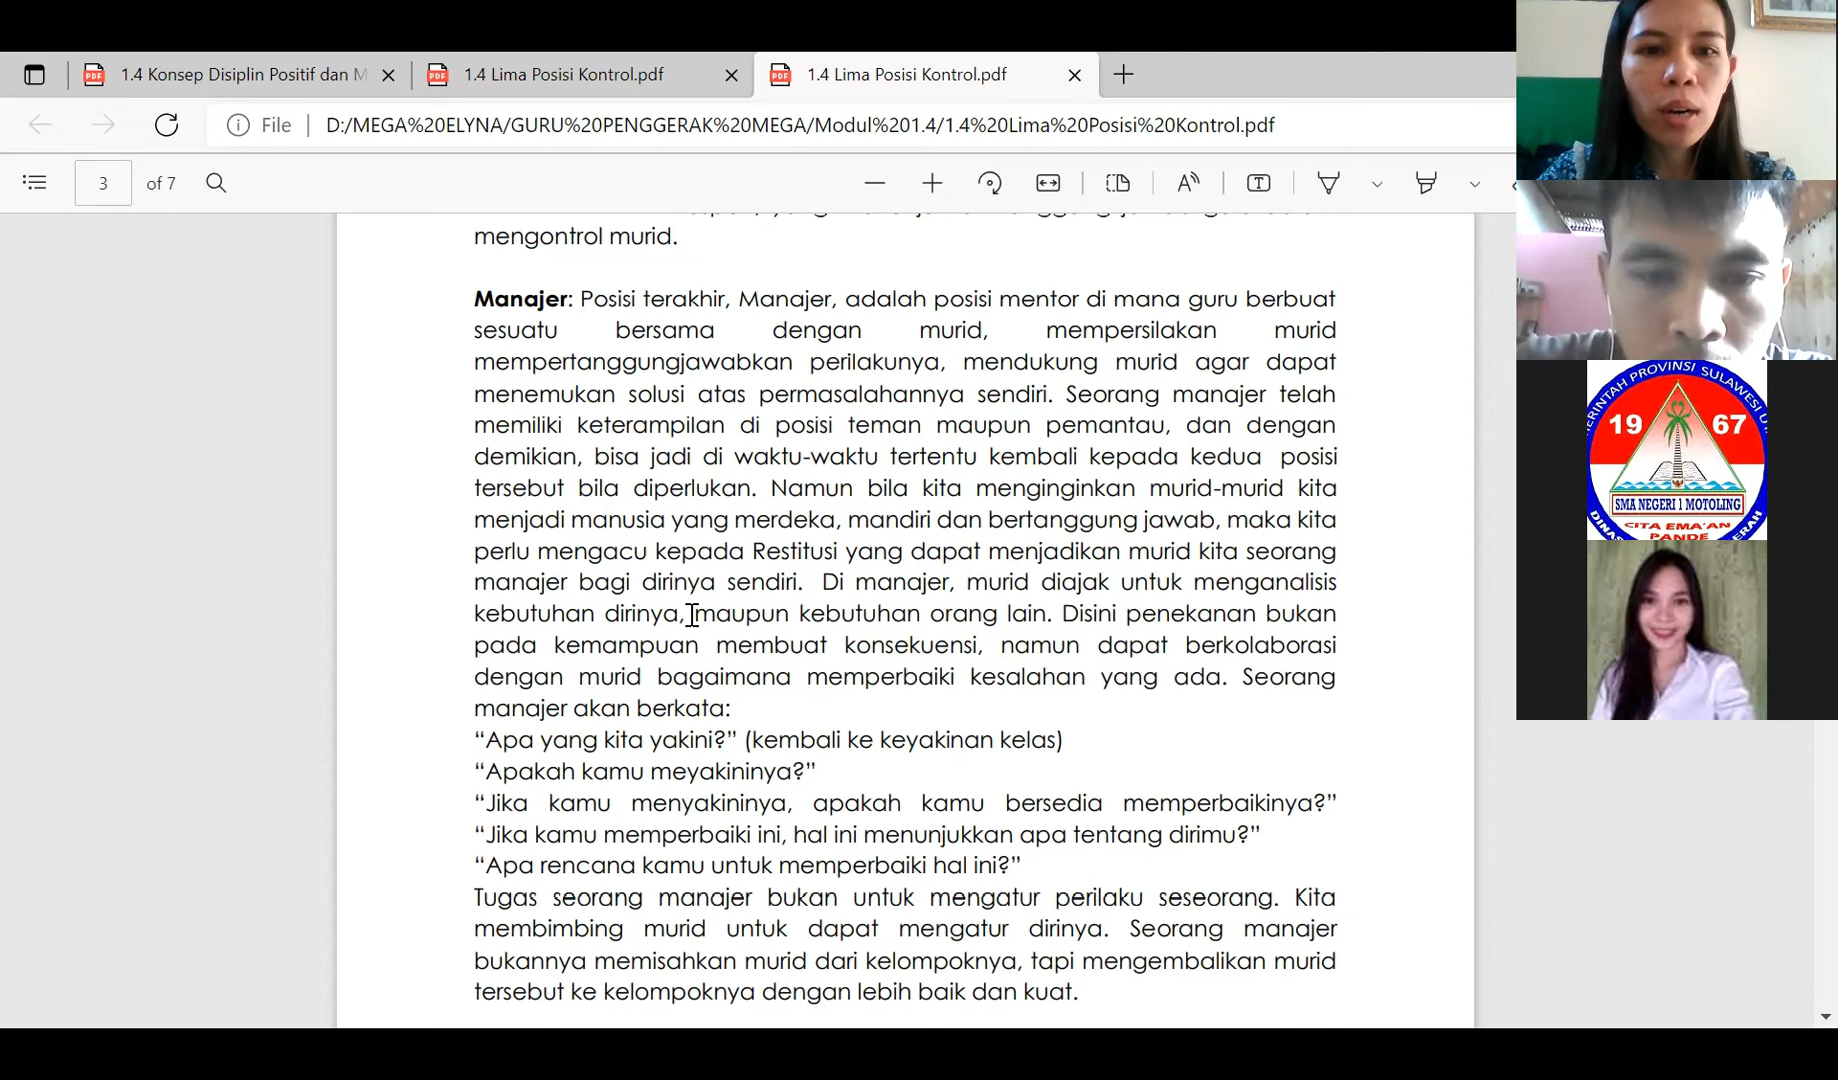 1.4 Konsep Disiplin Positif dan M
1.4 Lima Posisi Kontrol.pdf
1.4 Lima Posisi Kontrol.pdf
File
D:/MEGA%20ELYNA/GURU%20PENGGERAK%20MEGA/Modul%201.4/1.4%20Lima%20Posisi%20Kontrol.pdf
3 of 7
mengontrol murid.
Manajer: Posisi terakhir, Manajer, adalah posisi mentor di mana guru berbuat
sesuatu bersama dengan murid, mempersilakan murid
mempertanggungjawabkan perilakunya, mendukung murid agar dapat
menemukan solusi atas permasalahannya sendiri. Seorang manajer telah
memiliki keterampilan di posisi teman maupun pemantau, dan dengan
demikian, bisa jadi di waktu-waktu tertentu kembali kepada kedua posisi
tersebut bila diperlukan. Namun bila kita menginginkan murid-murid kita
menjadi manusia yang merdeka, mandiri dan bertanggung jawab, maka kita
perlu mengacu kepada Restitusi yang dapat menjadikan murid kita seorang
manajer bagi dirinya sendiri. Di manajer, murid diajak untuk menganalisis
kebutuhan dirinya, maupun kebutuhan orang lain. Disini penekanan bukan
pada kemampuan membuat konsekuensi, namun dapat berkolaborasi
dengan murid bagaimana memperbaiki kesalahan yang ada. Seorang
manajer akan berkata:
“Apa yang kita yakini?” (kembali ke keyakinan kelas)
“Apakah kamu meyakininya?”
“Jika kamu menyakininya, apakah kamu bersedia memperbaikinya?”
“Jika kamu memperbaiki ini, hal ini menunjukkan apa tentang dirimu?”
“Apa rencana kamu untuk memperbaiki hal ini?”
Tugas seorang manajer bukan untuk mengatur perilaku seseorang. Kita
membimbing murid untuk dapat mengatur dirinya. Seorang manajer
bukannya memisahkan murid dari kelompoknya, tapi mengembalikan murid
tersebut ke kelompoknya dengan lebih baik dan kuat.
PROVINSI SULAWESI
19 67
SMA NEGERI 1 MOTOLING
CITA EMA'AN
PANDE